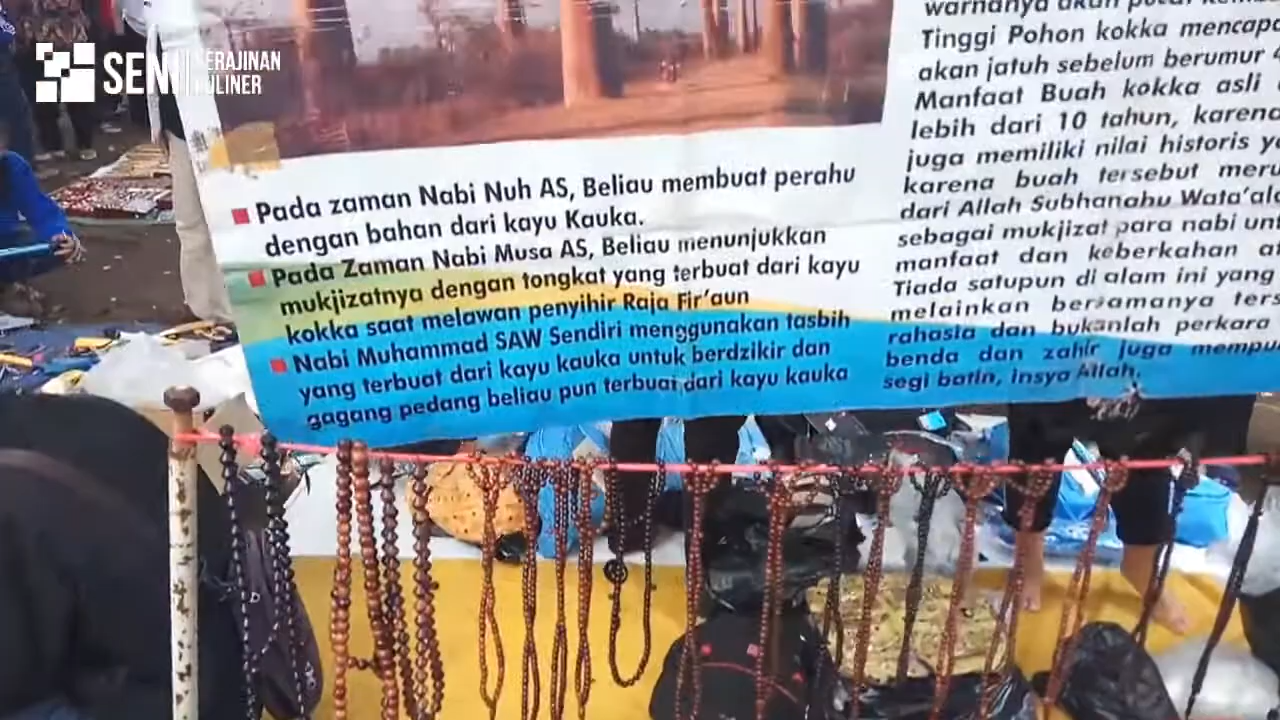 SENI KERAJINAN
KULINER
Pada zaman Nabi Nuh AS, Beliau membuat perahu
dengan bahan dari kayu Kauka.
Pada Zaman Nabi Musa AS, Beliau menunjukkan
mukjizatnya dengan tongkat yang terbuat dari kayu
kokka saat melawan penyihir Raja Fir'aun
Nabi Muhammad SAW Sendiri menggunakan tasbih
yang terbuat dari kayu kauka untuk berdzikir dan
gagang pedang beliau pun terbuat dari kayu kauka
warnanya akan
Tinggi Pohon kokka
akan jatuh sebelum berumur
Manfaat Buah kokka asli
lebih dari 10 tahun, karena
juga memiliki nilai historis
karena buah tersebut
dari Allah Subhanahu Wata'ala
sebagai mukjizat para nabi
manfaat dan keberkahan
Tiada satupun di alam ini yang
melainkan bersamanya
rahasia dan bukanlah perkara
benda dan zahir juga
segi batin, insya Allah.